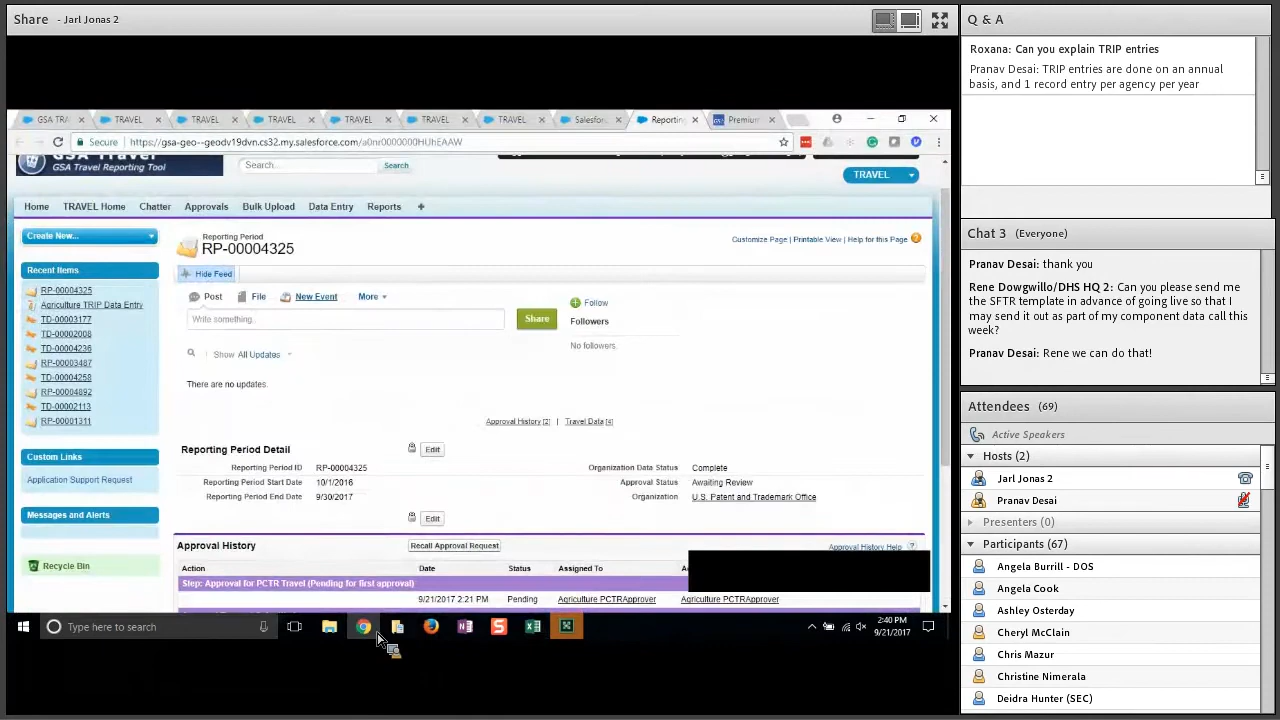 Share - Jarl Jonas 2
GSA TRA
TRAVEL
TRAVEL
TRAVEL
TRAVEL
TRAVEL
TRAVEL
Salesfor
Reporting
Premium
Secure https://gsa-geo--geodv19dvn.cs32.my.salesforce.com/a0nr0000000HUhEAAW
GSA Travel
GSA Travel Reporting Tool
Search...
Search
TRAVEL
Home TRAVEL Home Chatter Approvals Bulk Upload Data Entry Reports +
Create New...
Recent Items
RP-00004325
Agriculture TRIP Data Entry
TD-00003177
TD-00002008
TD-00004236
RP-00003487
TD-00004258
RP-00004892
TD-00002113
RP-00001311
Custom Links
Application Support Request
Messages and Alerts
Recycle Bin
Reporting Period
RP-00004325
Customize Page | Printable View | Help for this Page
Hide Feed
Post File New Event More
Write something...
Share
Follow
Followers
No followers.
Show All Updates
There are no updates.
Approval History [2] | Travel Data [4]
Reporting Period Detail
Edit
Reporting Period ID RP-00004325
Organization Data Status Complete
Reporting Period Start Date 10/1/2016
Approval Status Awaiting Review
Reporting Period End Date 9/30/2017
Organization U.S. Patent and Trademark Office
Edit
Approval History
Recall Approval Request
Approval History Help
Action Date Status Assigned To
Step: Approval for PCTR Travel (Pending for first approval)
9/21/2017 2:21 PM Pending Agriculture PCTRApprover Agriculture PCTRApprover
Type here to search
2:40 PM
9/21/2017
Q & A
Roxana: Can you explain TRIP entries
Pranav Desai: TRIP entries are done on an annual
basis, and 1 record entry per agency per year
Chat 3 (Everyone)
Pranav Desai: thank you
Rene Dowgwillo/DHS HQ 2: Can you please send me
the SFTR template in advance of going live so that I
may send it out as part of my component data call this
week?
Pranav Desai: Rene we can do that!
Attendees (69)
Active Speakers
Hosts (2)
Jarl Jonas 2
Pranav Desai
Presenters (0)
Participants (67)
Angela Burrill - DOS
Angela Cook
Ashley Osterday
Cheryl McClain
Chris Mazur
Christine Nimerala
Deidra Hunter (SEC)